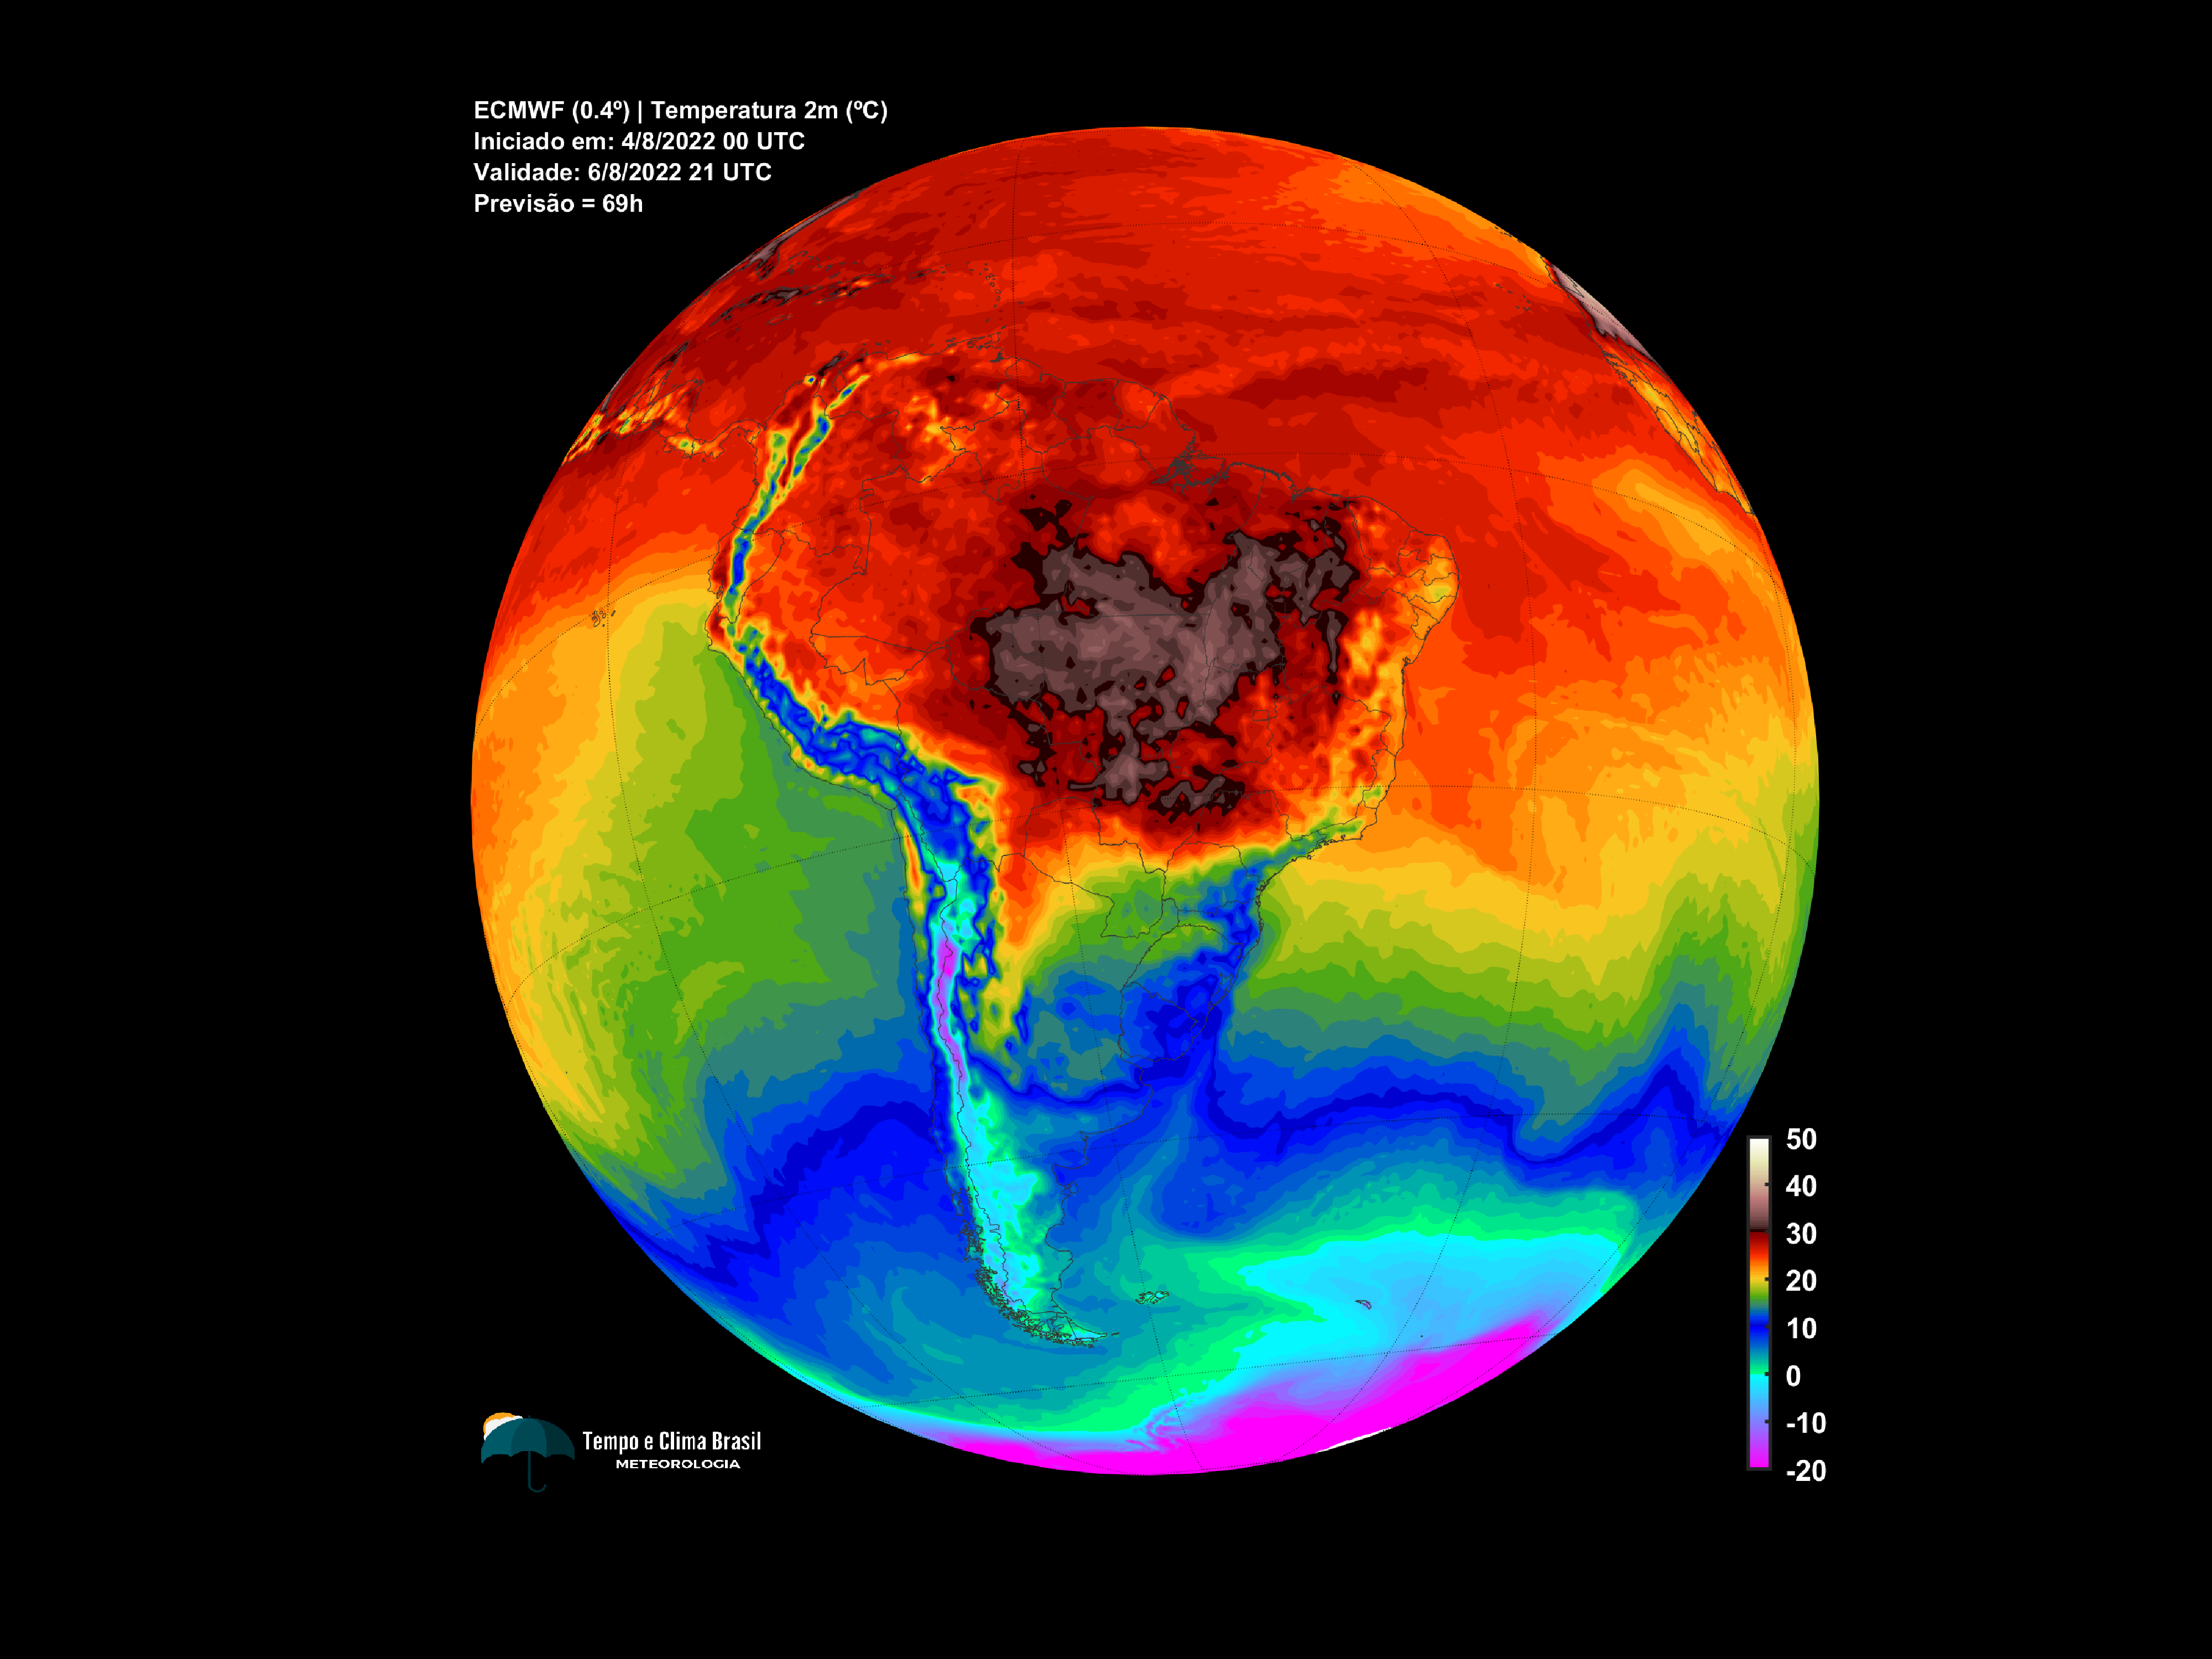 ECMWF (0.4º) | Temperatura 2m (ºC)
Iniciado em: 4/8/2022 00 UTC
Validade: 6/8/2022 21 UTC
Previsão = 69h
50
40
30
20
10
0
-10
-20
Tempo e Clima Brasil
METEOROLOGIA